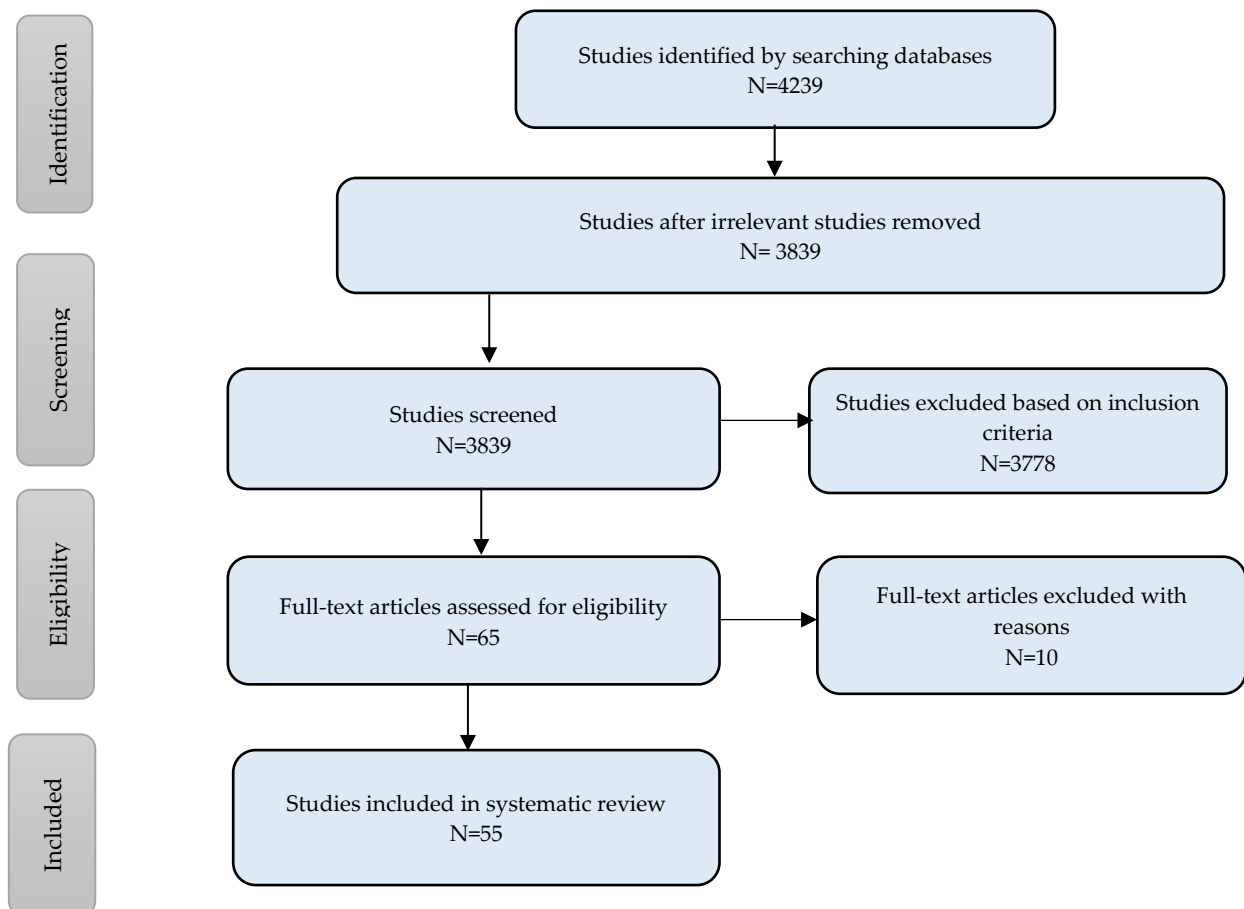 Identification
Studies identified by searching databases
N=4239
Studies after irrelevant studies removed
N= 3839
Screening
Studies screened
N=3839
Studies excluded based on inclusion
criteria
N=3778
Eligibility
Full-text articles assessed for eligibility
N=65
Full-text articles excluded with
reasons
N=10
Included
Studies included in systematic review
N=55